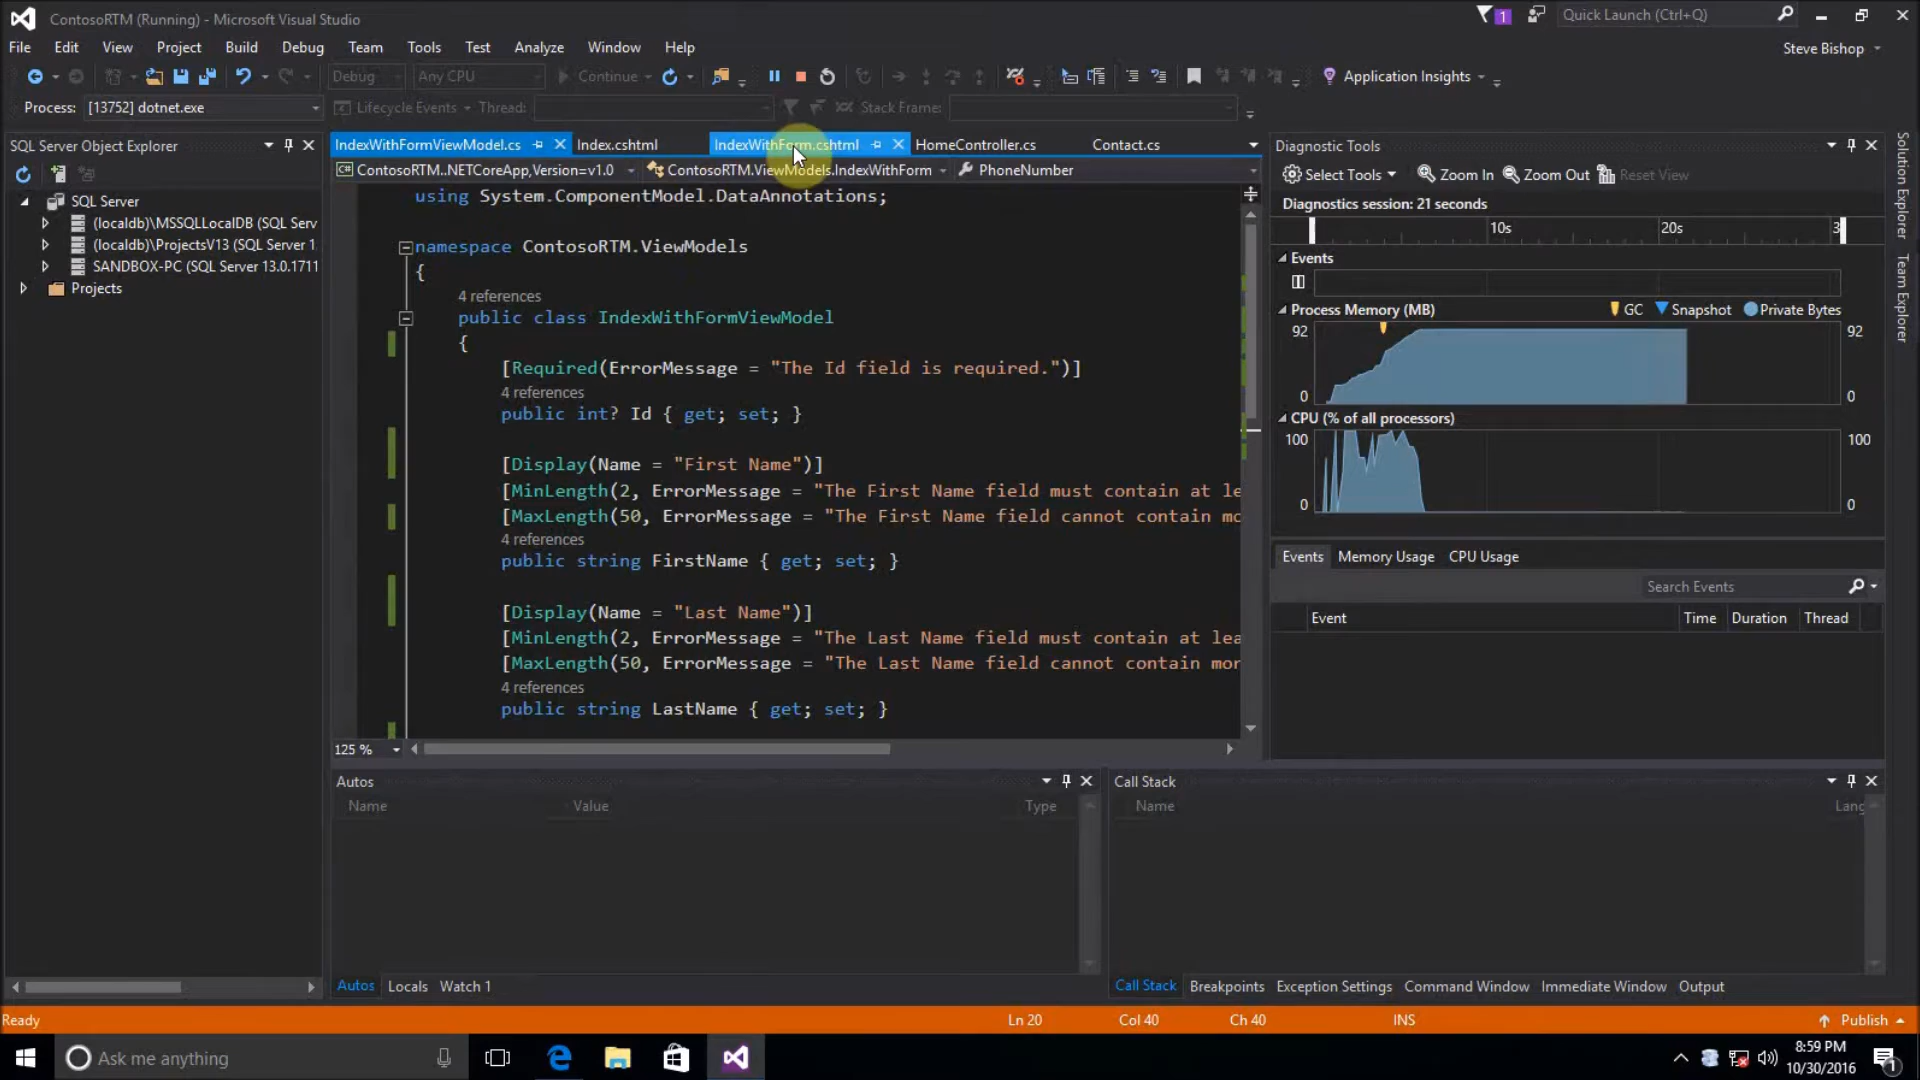 ContosoRTM (Running) - Microsoft Visual Studio
1
Quick Launch (Ctrl+Q)
File Edit View Project Build Debug Team Tools Test Analyze Window Help
Steve Bishop
Debug Any CPU Continue Application Insights
Process: [13752] dotnet.exe Lifecycle Events Thread: Stack Frame:
SQL Server Object Explorer
SQL Server
(localdb)\MSSQLLocalDB (SQL Serv
(localdb)\ProjectsV13 (SQL Server 1
SANDBOX-PC (SQL Server 13.0.1711
Projects
IndexWithFormViewModel.cs Index.cshtml IndexWithForm.cshtml HomeController.cs Contact.cs
ContosoRTM..NETCoreApp,Version=v1.0 ContosoRTM.ViewModels.IndexWithForm PhoneNumber
using System.ComponentModel.DataAnnotations;
namespace ContosoRTM.ViewModels
{
4 references
public class IndexWithFormViewModel
{
[Required(ErrorMessage = "The Id field is required.")]
4 references
public int? Id { get; set; }
[Display(Name = "First Name")]
[MinLength(2, ErrorMessage = "The First Name field must contain at le
[MaxLength(50, ErrorMessage = "The First Name field cannot contain mo
4 references
public string FirstName { get; set; }
[Display(Name = "Last Name")]
[MinLength(2, ErrorMessage = "The Last Name field must contain at lea
[MaxLength(50, ErrorMessage = "The Last Name field cannot contain mor
4 references
public string LastName { get; set; }
125 %
Diagnostic Tools
Select Tools Zoom In Zoom Out Reset View
Diagnostics session: 21 seconds
10s 20s 3
Events
Process Memory (MB) GC Snapshot Private Bytes
92 92
0 0
CPU (% of all processors)
100 100
0 0
Events Memory Usage CPU Usage
Search Events
Event Time Duration Thread
Solution Explorer
Team Explorer
Autos
Name Value Type
Autos Locals Watch 1
Call Stack
Name Lang
Call Stack Breakpoints Exception Settings Command Window Immediate Window Output
Ready Ln 20 Col 40 Ch 40 INS Publish
Ask me anything
8:59 PM
10/30/2016
1